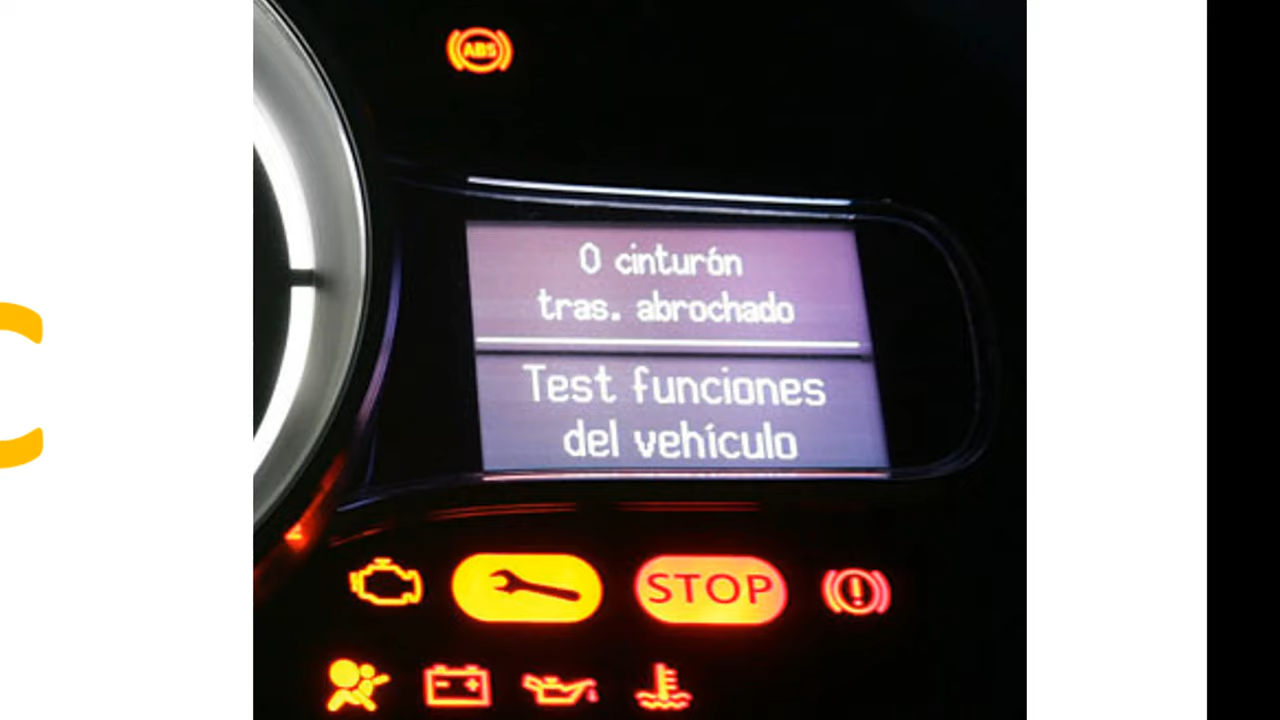 ABS
0 cinturón
tras. abrochado
Test funciones
del vehículo
STOP